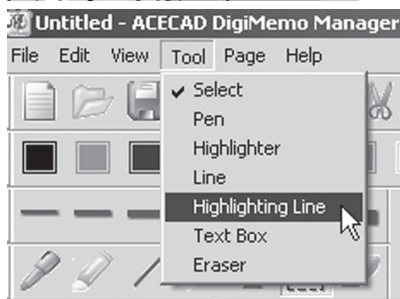 Untitled - ACECAD DigiMemo Manager
File Edit View Tool Page Help
Select
Pen
Highlighter
Line
Highlighting Line
Text Box
Eraser